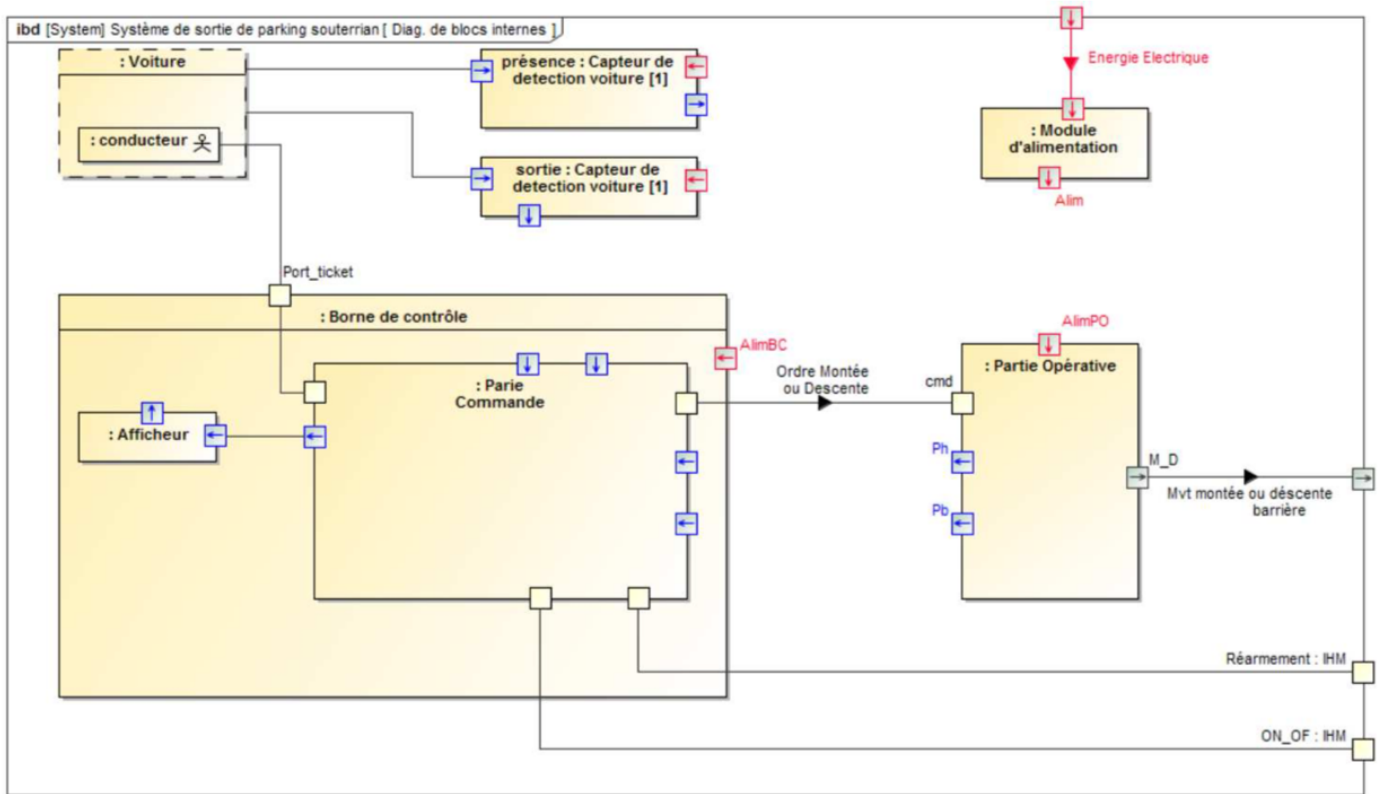 ibd [System] Système de sortie de parking souterrian [ Diag. de blocs internes ]
: Voiture
: conducteur
présence : Capteur de
detection voiture [1]
sortie : Capteur de
detection voiture [1]
Energie Electrique
: Module
d'alimentation
Alim
Port_ticket
: Borne de contrôle
AlimBC
: Parie
Commande
: Afficheur
Ordre Montée
ou Descente
cmd
AlimPO
: Partie Opérative
Ph
Pb
M_D
Mvt montée ou déscente
barrière
Réarmement : IHM
ON_OF : IHM